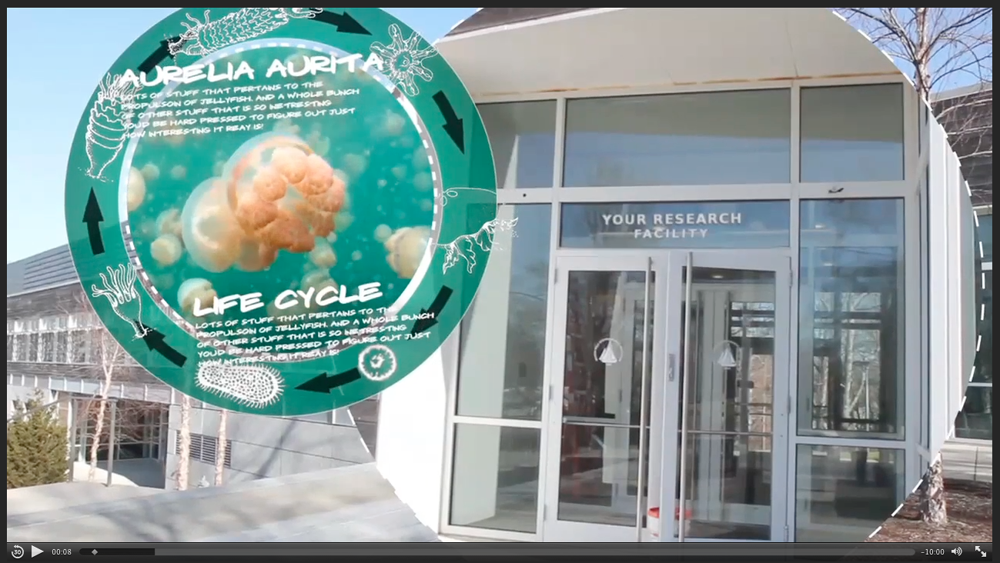 AURELIA AURITA
LOTS OF STUFF THAT PERTAINS TO THE
PROPULSON OF JELLYFISH. AND A WHOLE BUNCH
OF OTHER STUFF THAT IS SO INETRESTING
YOUD BE HARD PRESSED TO FIGURE OUT JUST
HOW INTERESTING IT REAY IS!
YOUR RESEARCH
FACILITY
LIFE CYCLE
LOTS OF STUFF THAT PERTAINS TO THE
PROPULSON OF JELLYFISH. AND A WHOLE BUNCH
OF OTHER STUFF THAT IS SO INETRESTING
YOUD BE HARD PRESSED TO FIGURE OUT JUST
HOW INTERESTING IT REAY IS!
30
00:08
-10:00